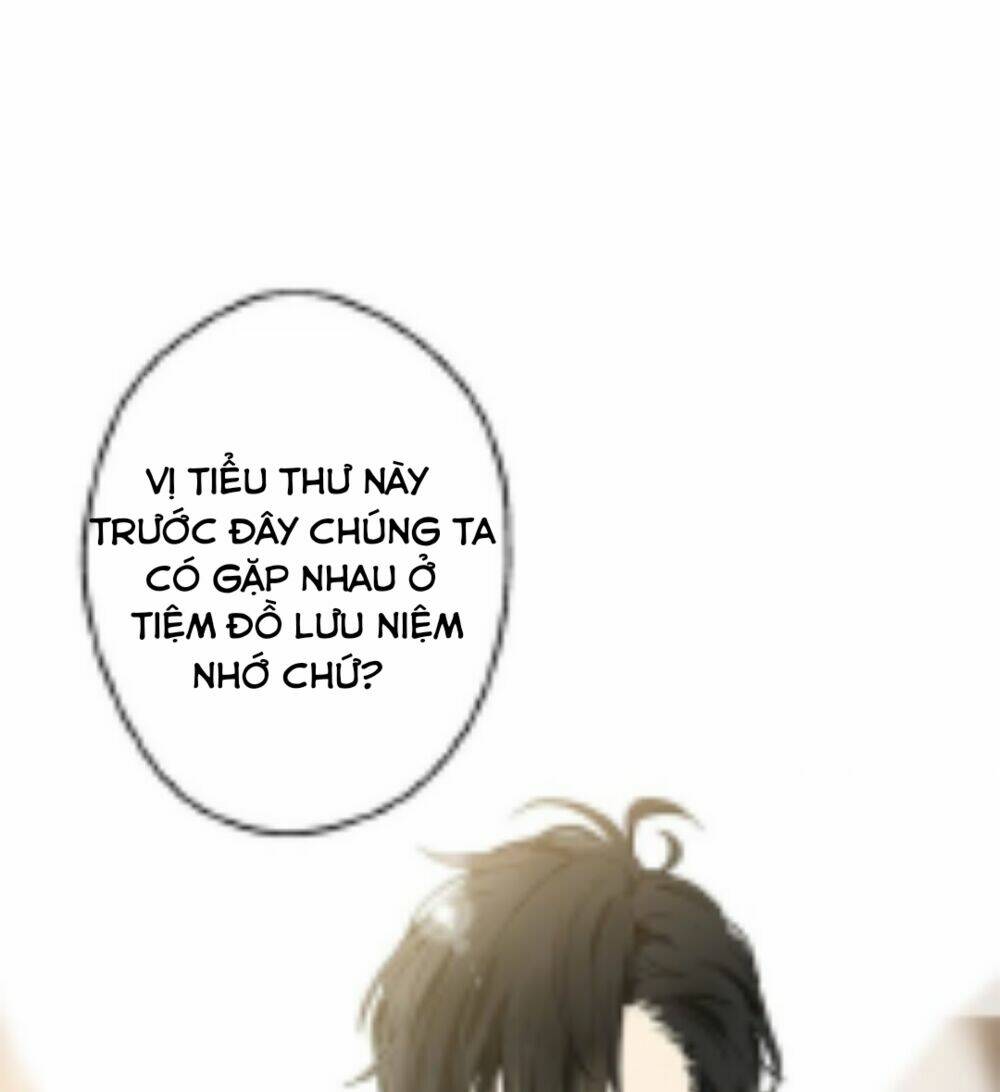 VỊ TIỂU THƯ NÀY
TRƯỚC ĐÂY CHÚNG TA
CÓ GẶP NHAU Ở
TIỆM ĐỒ LƯU NIỆM
NHỚ CHỨ?